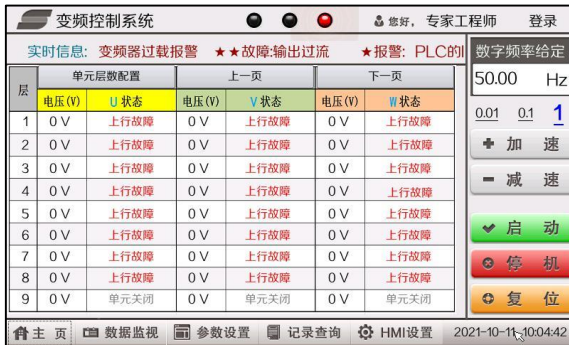 变频控制系统 您好, 专家工程师 登录
实时信息: 变频器过载报警 ★★故障:输出过流 ★报警: PLC的 数字频率给定
层 单元层数配置 上一页 下一页 50.00 Hz
电压(V) U 状态 电压(V) V 状态 电压(V) W 状态
1 0 V 上行故障 0 V 上行故障 0 V 上行故障 0.01 0.1 1
2 0 V 上行故障 0 V 上行故障 0 V 上行故障 加 速
3 0 V 上行故障 0 V 上行故障 0 V 上行故障
4 0 V 上行故障 0 V 上行故障 0 V 上行故障 减 速
5 0 V 上行故障 0 V 上行故障 0 V 上行故障
6 0 V 上行故障 0 V 上行故障 0 V 上行故障 启 动
7 0 V 上行故障 0 V 上行故障 0 V 上行故障
8 0 V 上行故障 0 V 上行故障 0 V 上行故障 停 机
9 0 V 单元关闭 0 V 单元关闭 0 V 单元关闭 复 位
主 页 数据监视 参数设置 记录查询 HMI设置 2021-10-11 10:04:42